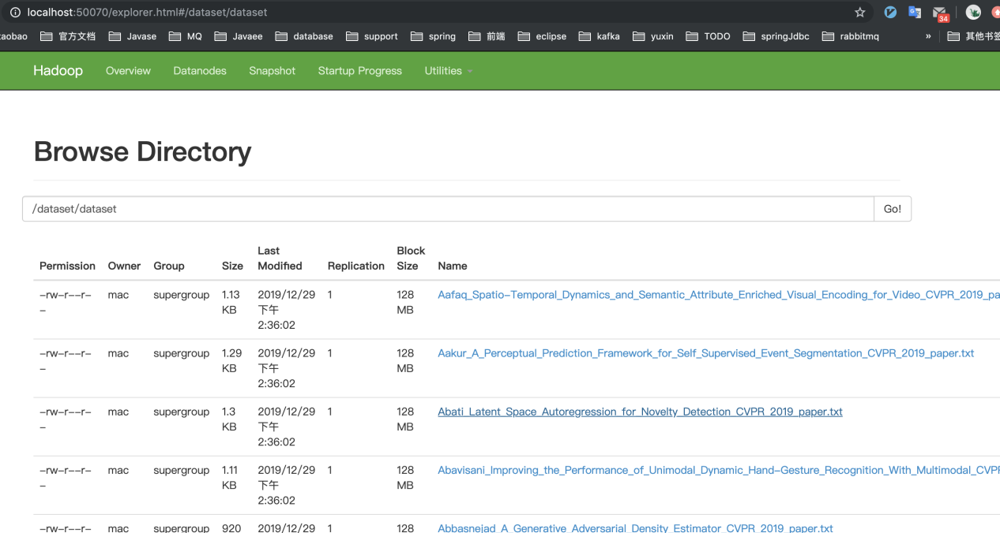 localhost:50070/explorer.html#/dataset/dataset
34
aobao 官方文档 Javase MQ Javaee database support spring 前端 eclipse kafka yuxin TODO springJdbc rabbitmq » 其他书签
Hadoop Overview Datanodes Snapshot Startup Progress Utilities
Browse Directory
/dataset/dataset Go!
Last Block
Permission Owner Group Size Modified Replication Size Name
-rw-r--r- mac supergroup 1.13 2019/12/29 1 128 Aafaq_Spatio-Temporal_Dynamics_and_Semantic_Attribute_Enriched_Visual_Encoding_for_Video_CVPR_2019_pa
- KB 下午 MB
2:36:02
-rw-r--r- mac supergroup 1.29 2019/12/29 1 128 Aakur_A_Perceptual_Prediction_Framework_for_Self_Supervised_Event_Segmentation_CVPR_2019_paper.txt
- KB 下午 MB
2:36:02
-rw-r--r- mac supergroup 1.3 2019/12/29 1 128 Abati_Latent_Space_Autoregression_for_Novelty_Detection_CVPR_2019_paper.txt
- KB 下午 MB
2:36:02
-rw-r--r- mac supergroup 1.11 2019/12/29 1 128 Abavisani_Improving_the_Performance_of_Unimodal_Dynamic_Hand-Gesture_Recognition_With_Multimodal_CVPR
- KB 下午 MB
2:36:02
-rw-r--r- mac supergroup 920 2019/12/29 1 128 Abbasnejad_A_Generative_Adversarial_Density_Estimator_CVPR_2019_paper.txt